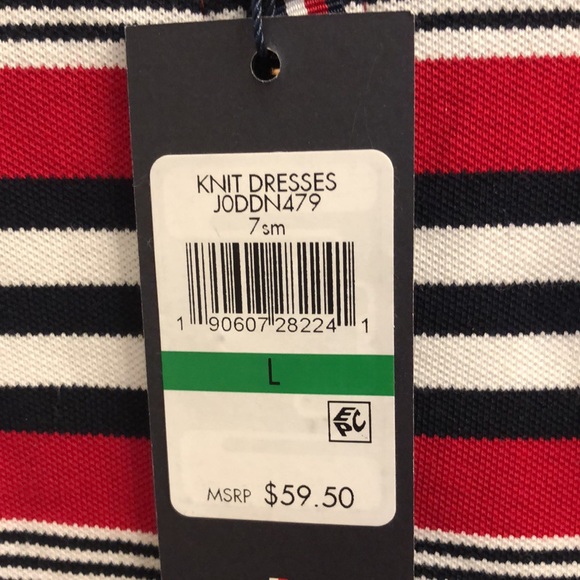 KNIT DRESSES
J0DDN479
7sm
1 90607 28224 1
L
EPC
MSRP $59.50